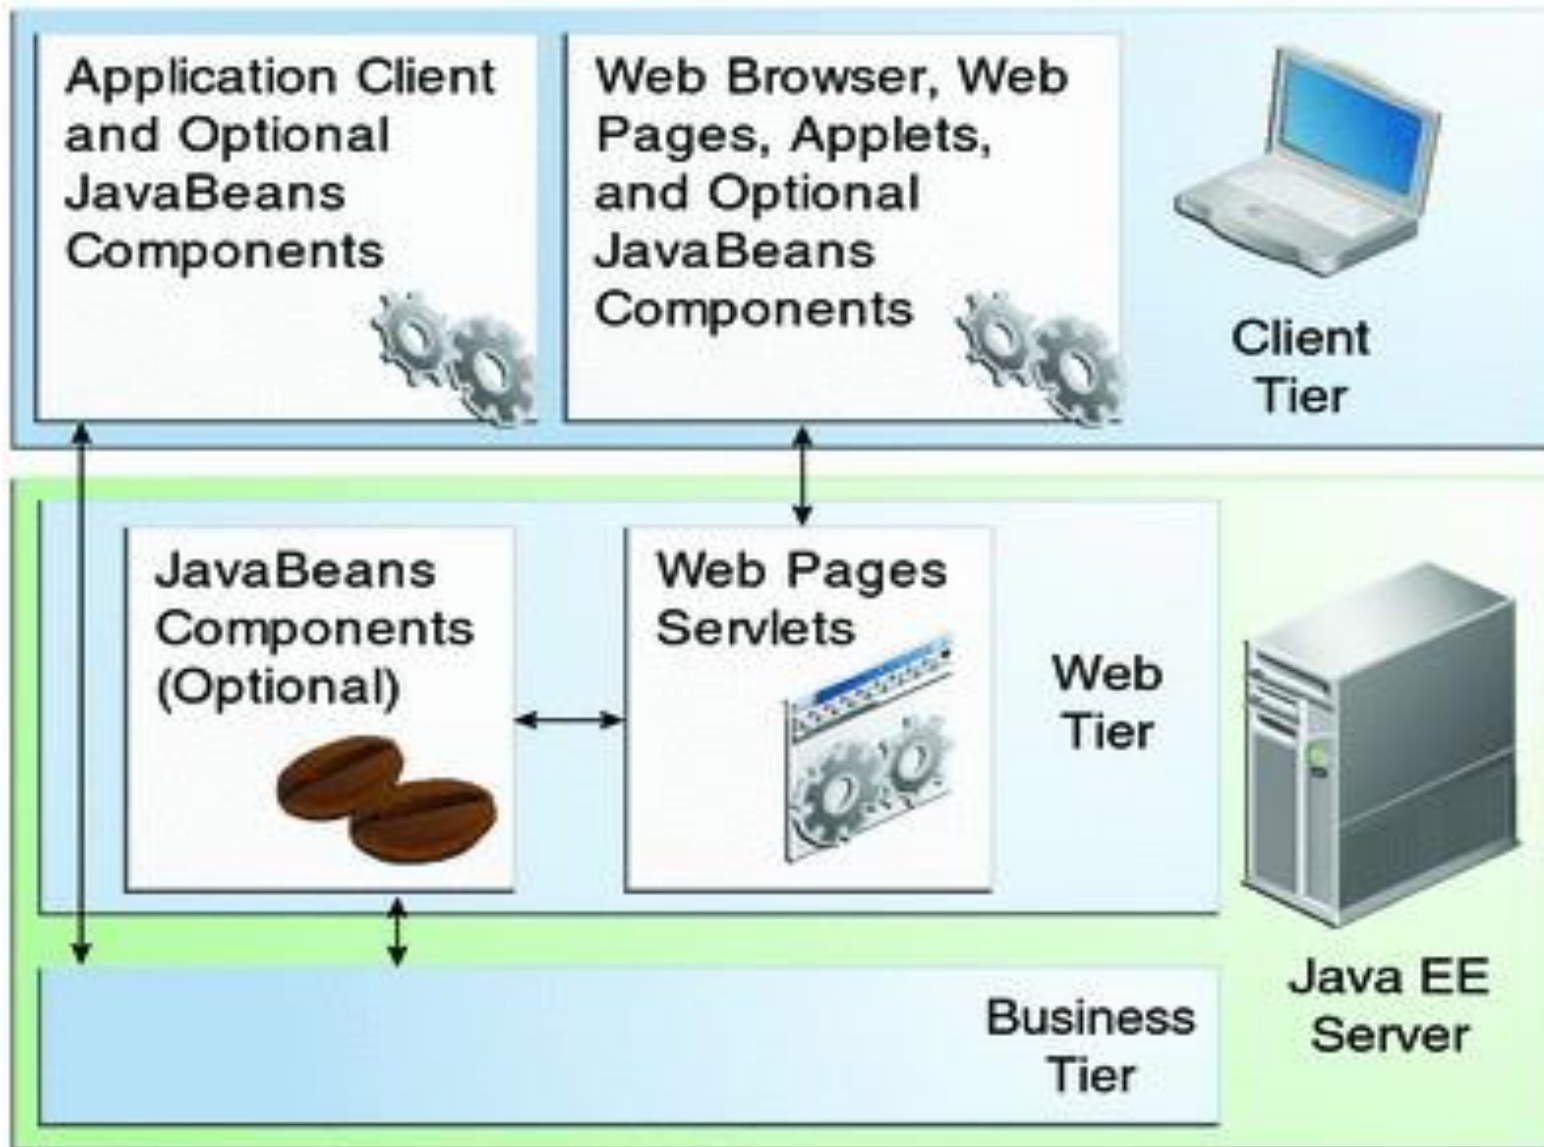 Application Client
and Optional
JavaBeans
Components
Web Browser, Web
Pages, Applets,
and Optional
JavaBeans
Components
Client
Tier
JavaBeans
Components
(Optional)
Web Pages
Servlets
Web
Tier
Java EE
Server
Business
Tier